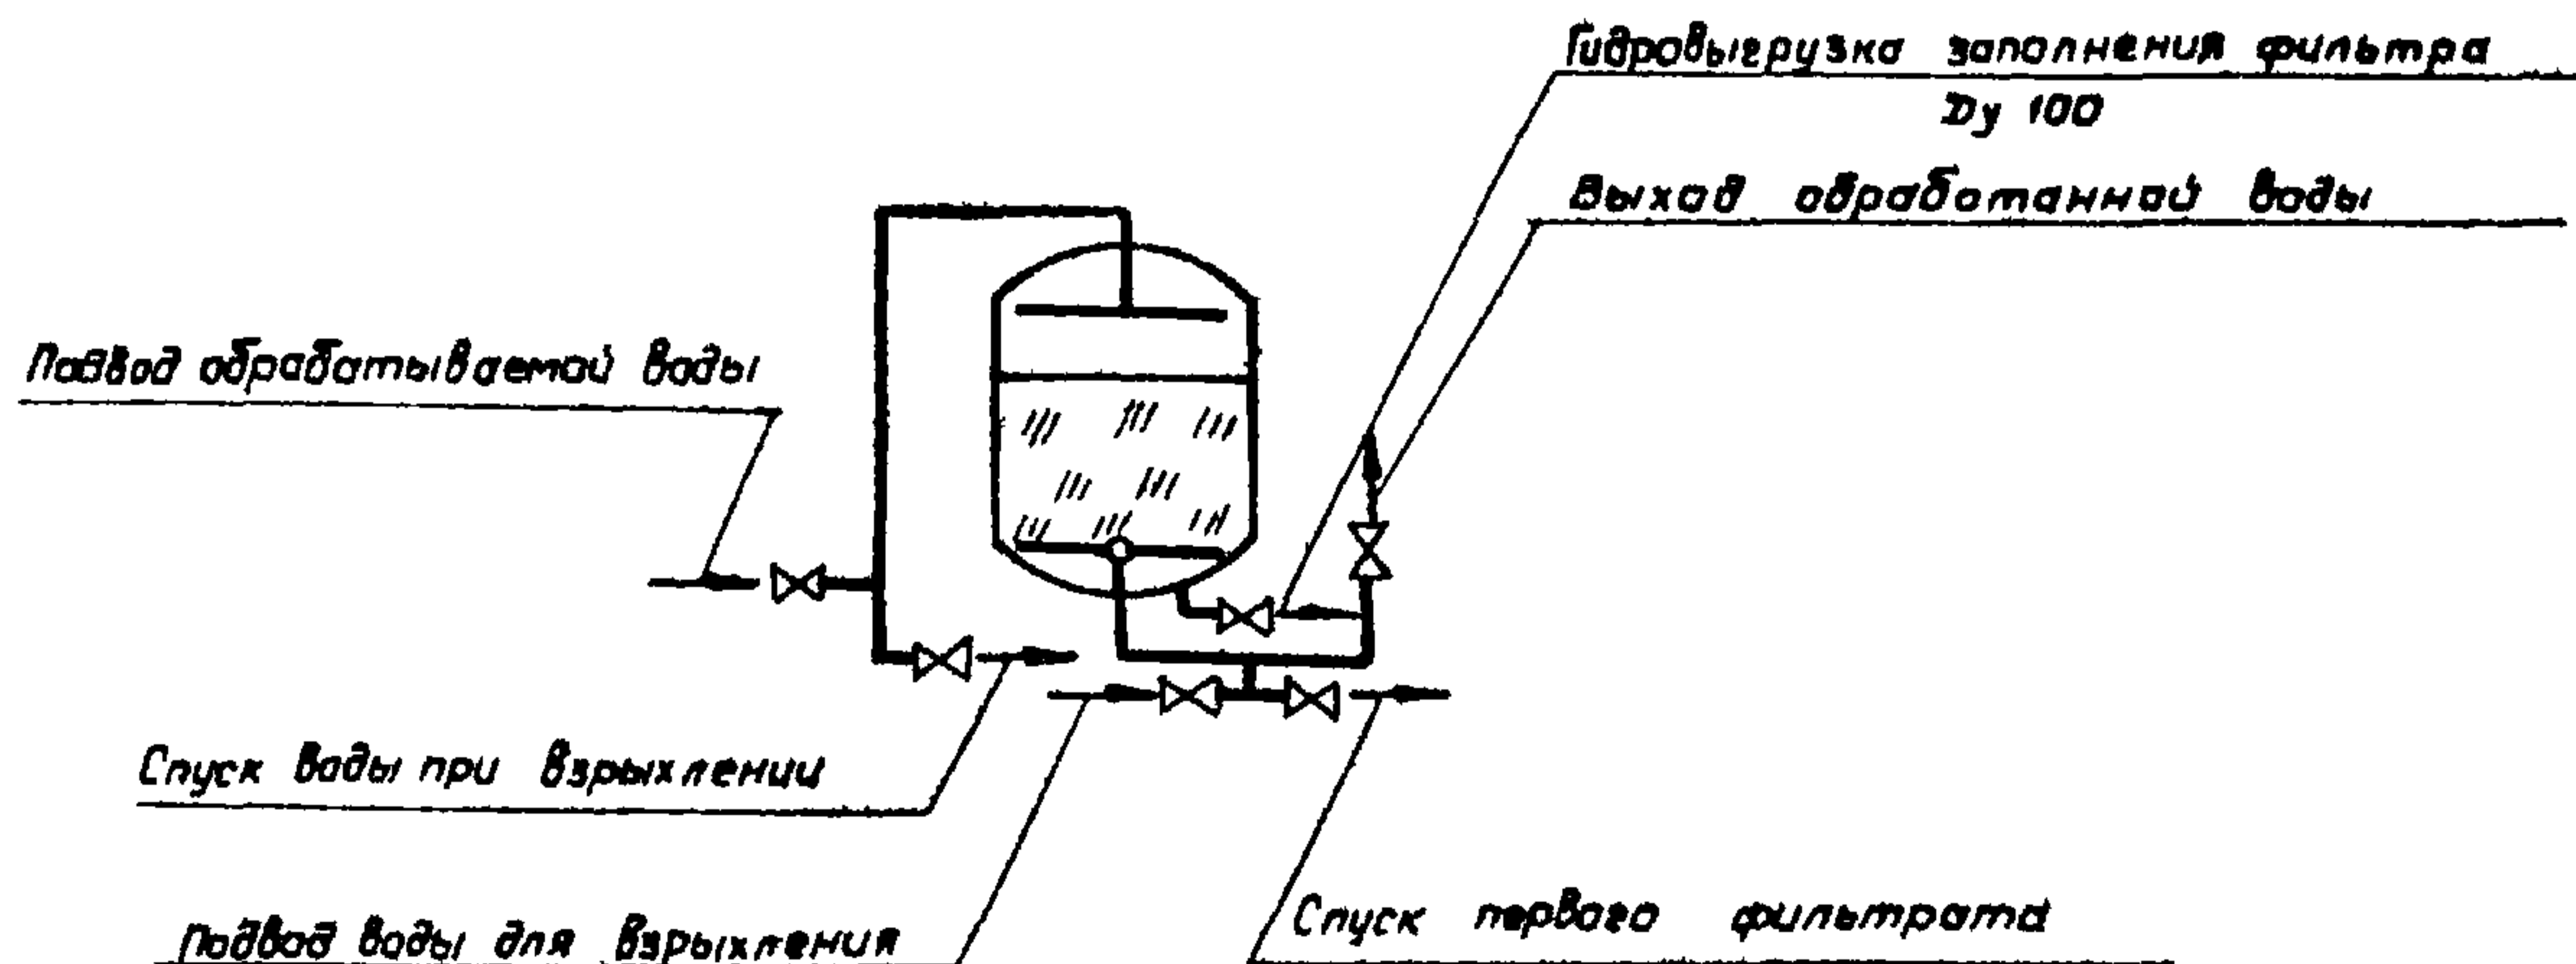 Гидровыгрузка заполнения фильтра
Ду 100
Выход обработанной воды
Подвод обрабатываемой воды
Спуск воды при взрыхлении
Подвод воды для взрыхления
Спуск первого фильтрата